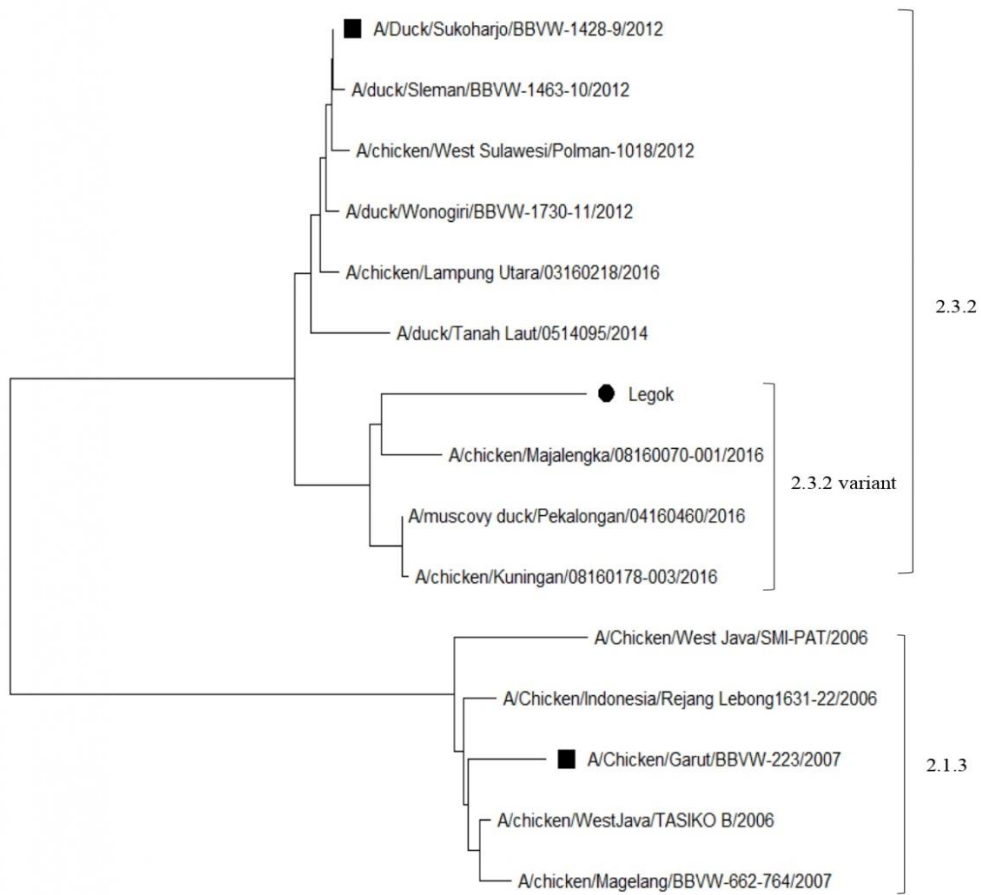 A/Duck/Sukoharjo/BBVW-1428-9/2012
A/duck/Sleman/BBVW-1463-10/2012
A/chicken/West Sulawesi/Polman-1018/2012
A/duck/Wonogiri/BBVW-1730-11/2012
A/chicken/Lampung Utara/03160218/2016
2.3.2
A/duck/Tanah Laut/0514095/2014
Legok
A/chicken/Majalengka/08160070-001/2016
2.3.2 variant
A/muscovy duck/Pekalongan/04160460/2016
A/chicken/Kuningan/08160178-003/2016
A/Chicken/West Java/SMI-PAT/2006
A/Chicken/Indonesia/Rejang Lebong1631-22/2006
A/Chicken/Garut/BBVW-223/2007
2.1.3
A/chicken/WestJava/TASIKO B/2006
A/chicken/Magelang/BBVW-662-764/2007